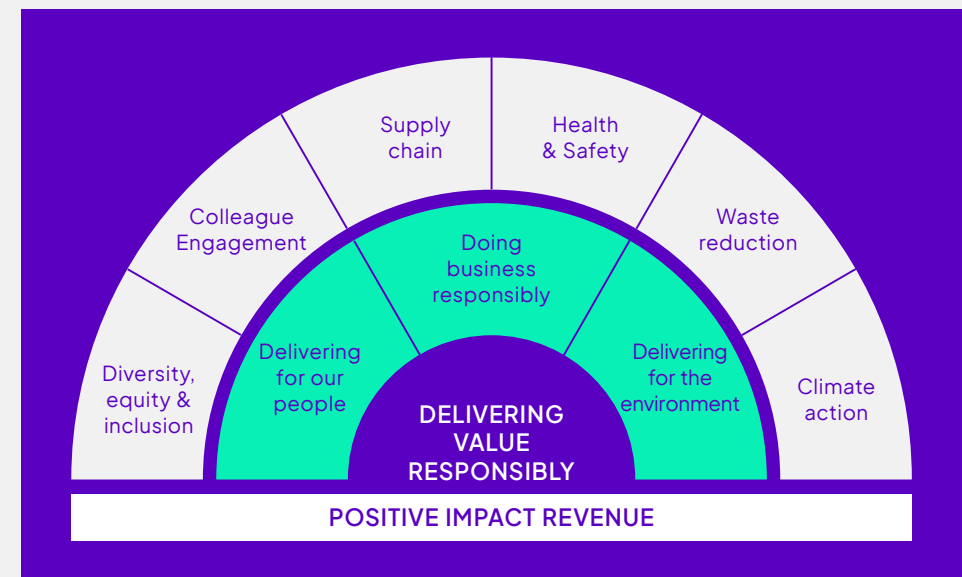 Supply
chain
Health
& Safety
Colleague
Engagement
Waste
reduction
Doing
business
responsibly
Delivering
for our
people
Delivering
for the
environment
Diversity,
equity &
inclusion
Climate
action
DELIVERING
VALUE
RESPONSIBLY
POSITIVE IMPACT REVENUE